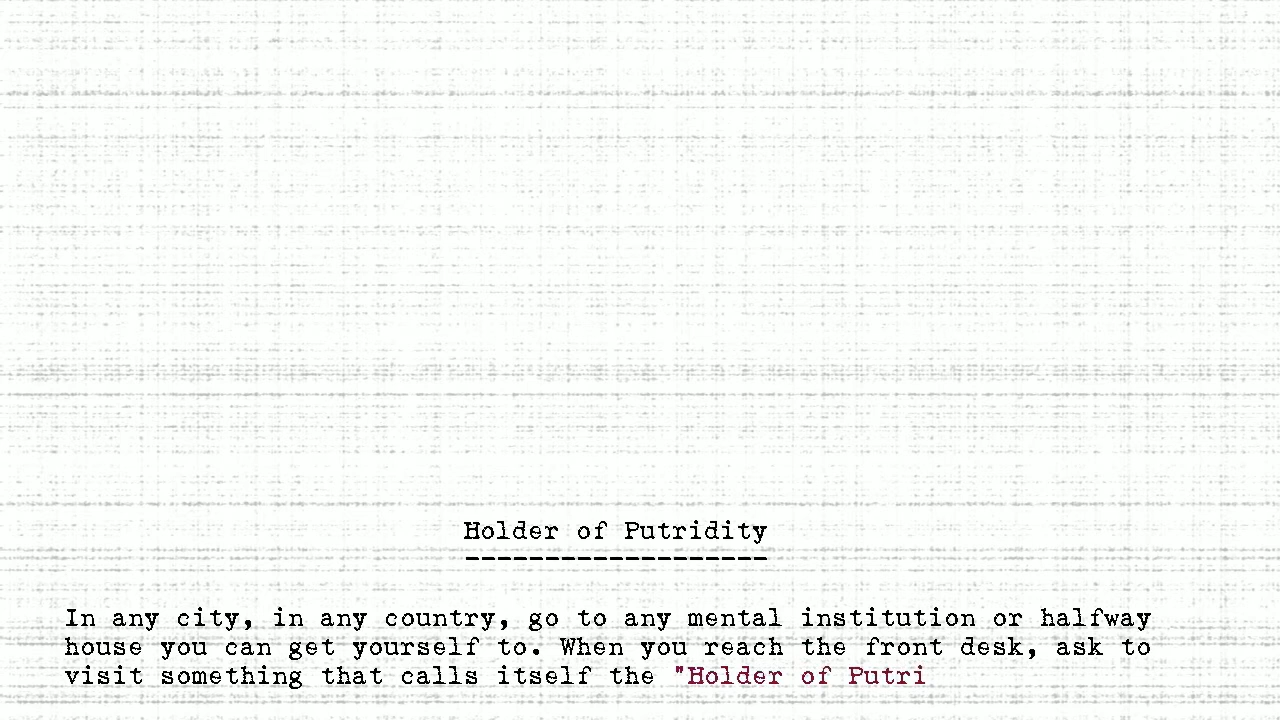 Holder of Putridity
-------------------
In any city, in any country, go to any mental institution or halfway
house you can get yourself to. When you reach the front desk, ask to
visit something that calls itself the "Holder of Putri